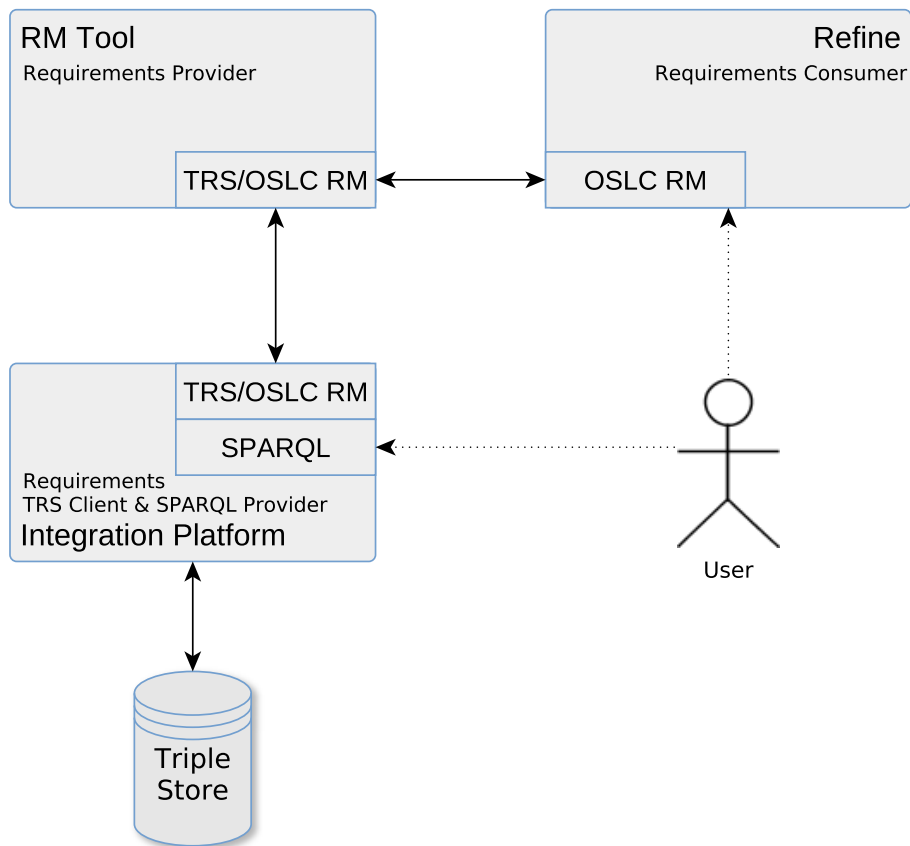 RM Tool
Requirements Provider
TRS/OSLC RM
Refine
Requirements Consumer
OSLC RM
TRS/OSLC RM
SPARQL
Requirements
TRS Client & SPARQL Provider
Integration Platform
User
Triple
Store